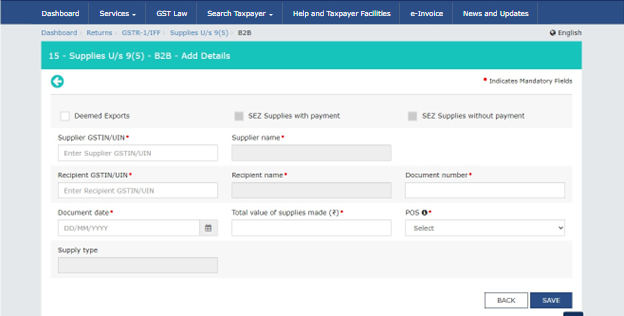 Dashboard Services GST Law Search Taxpayer Help and Taxpayer Facilities e-Invoice News and Updates
Dashboard › Returns › GSTR-1/IFF › Supplies U/s 9(5) › B2B English
15 - Supplies U/s 9(5) - B2B - Add Details
• Indicates Mandatory Fields
Deemed Exports SEZ Supplies with payment SEZ Supplies without payment
Supplier GSTIN/UIN• Supplier name•
Enter Supplier GSTIN/UIN
Recipient GSTIN/UIN• Recipient name• Document number•
Enter Recipient GSTIN/UIN
Document date• Total value of supplies made (₹)• POS •
DD/MM/YYYY Select
Supply type
BACK SAVE